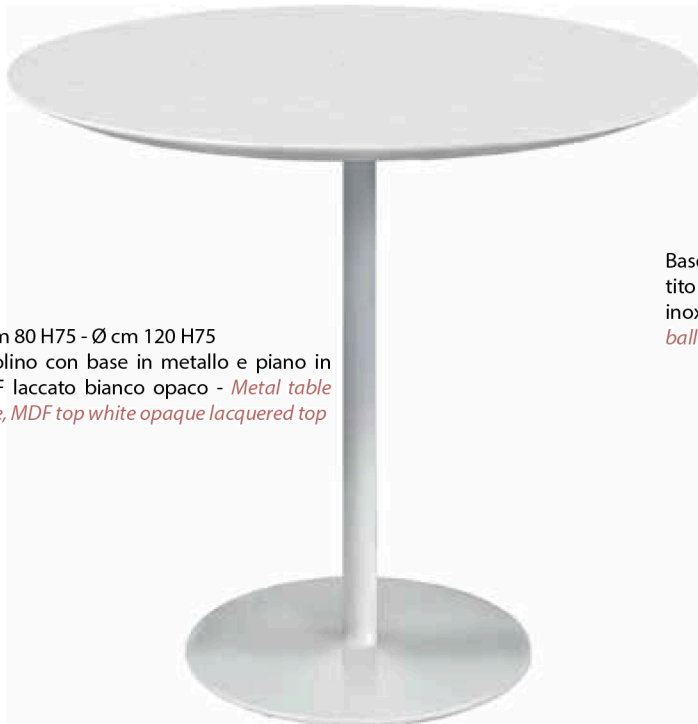 m 80 H75 - Ø cm 120 H75
olino con base in metallo e piano in
F laccato bianco opaco - Metal table
e, MDF top white opaque lacquered top
Base
tito
inox
ball